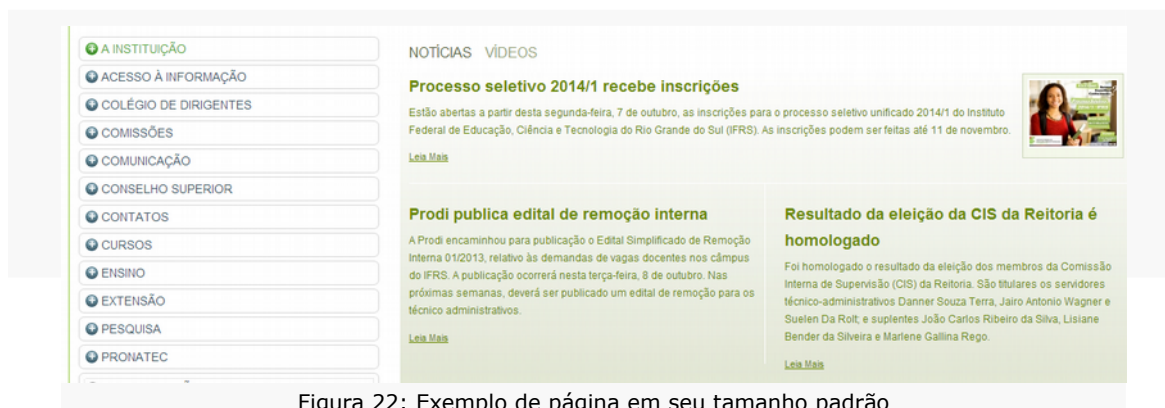 A INSTITUIÇÃO
ACESSO À INFORMAÇÃO
COLÉGIO DE DIRIGENTES
COMISSÕES
COMUNICAÇÃO
CONSELHO SUPERIOR
CONTATOS
CURSOS
ENSINO
EXTENSÃO
PESQUISA
PRONATEC
NOTÍCIAS VÍDEOS
Processo seletivo 2014/1 recebe inscrições
Estão abertas a partir desta segunda-feira, 7 de outubro, as inscrições para o processo seletivo unificado 2014/1 do Instituto
Federal de Educação, Ciência e Tecnologia do Rio Grande do Sul (IFRS). As inscrições podem ser feitas até 11 de novembro.
Leia Mais
Prodi publica edital de remoção interna
A Prodi encaminhou para publicação o Edital Simplificado de Remoção
Interna 01/2013, relativo às demandas de vagas docentes nos câmpus
do IFRS. A publicação ocorrerá nesta terça-feira, 8 de outubro. Nas
próximas semanas, deverá ser publicado um edital de remoção para os
técnico administrativos.
Leia Mais
Resultado da eleição da CIS da Reitoria é
homologado
Foi homologado o resultado da eleição dos membros da Comissão
Interna de Supervisão (CIS) da Reitoria. São titulares os servidores
técnico-administrativos Danner Souza Terra, Jairo Antonio Wagner e
Suelen Da Rolt; e suplentes João Carlos Ribeiro da Silva, Lisiane
Bender da Silveira e Marlene Gallina Rego.
Leia Mais
Figura 22: Exemplo de página em seu tamanho padrão